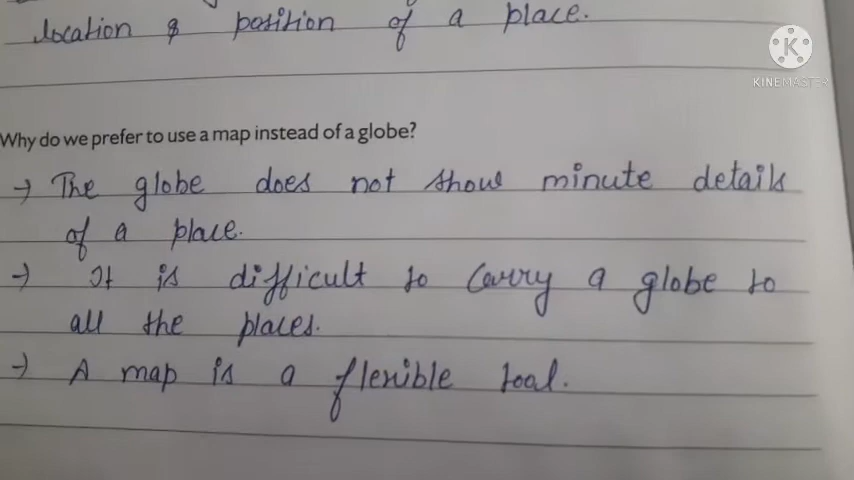 location & position of a place.
KINEMASTER
Why do we prefer to use a map instead of a globe?
→ The globe does not show minute details
of a place.
→ It is difficult to carry a globe to
all the places.
→ A map is a flexible tool.